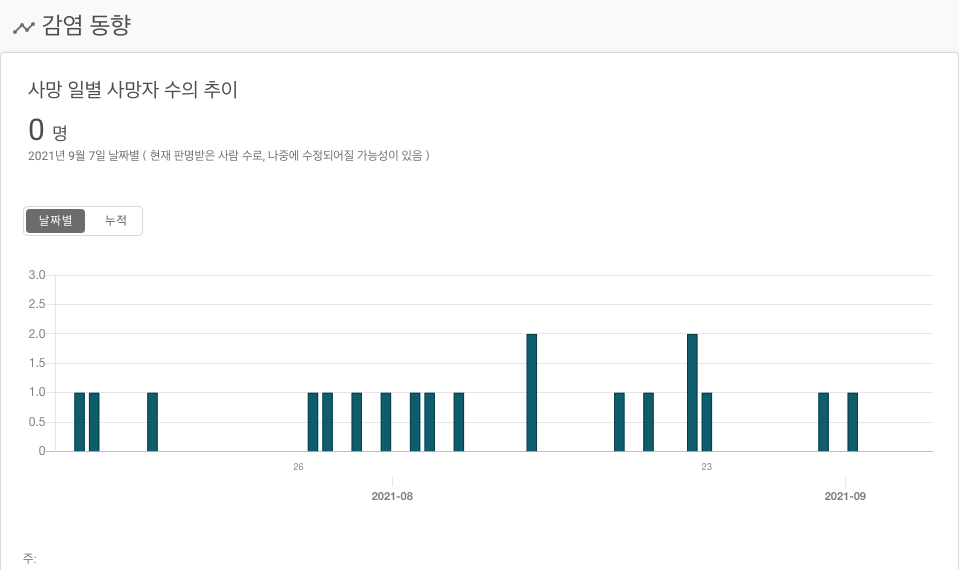 감염 동향
사망 일별 사망자 수의 추이
0 명
2021년 9월 7일 날짜별 ( 현재 판명받은 사람 수로, 나중에 수정되어질 가능성이 있음 )
날짜별 누적
3.0
2.5
2.0
1.5
1.0
0.5
0
26 23
2021-08 2021-09
주: